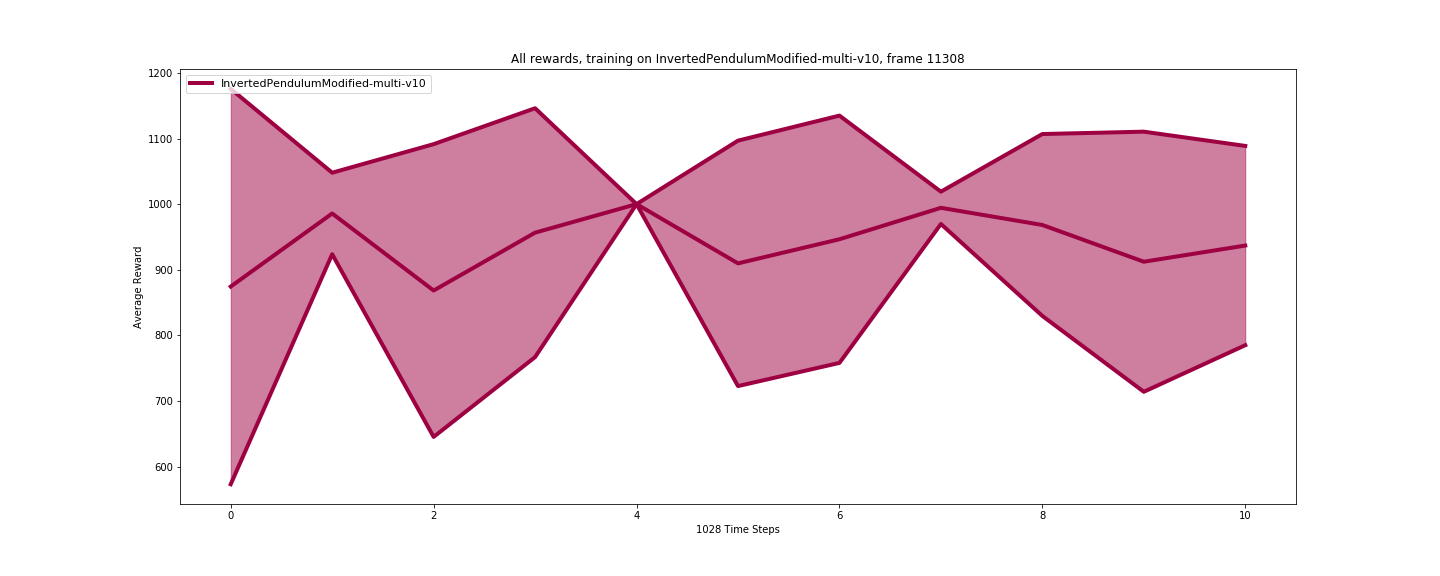 All rewards, training on InvertedPendulumModified-multi-v10, frame 11308
InvertedPendulumModified-multi-v10
1200
1100
1000
900
800
700
600
Average Reward
0 2 4 6 8 10
1028 Time Steps